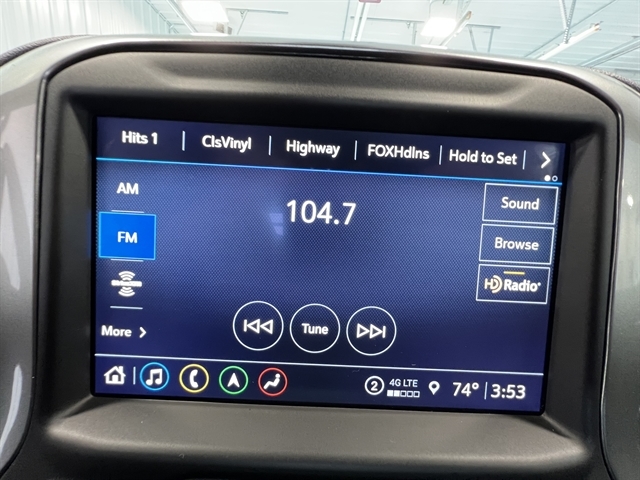 Hits 1 ClsVinyl Highway FOXHdlns Hold to Set
AM
104.7
Sound
FM
Browse
HD Radio
More
Tune
2 4G LTE 74° 3:53